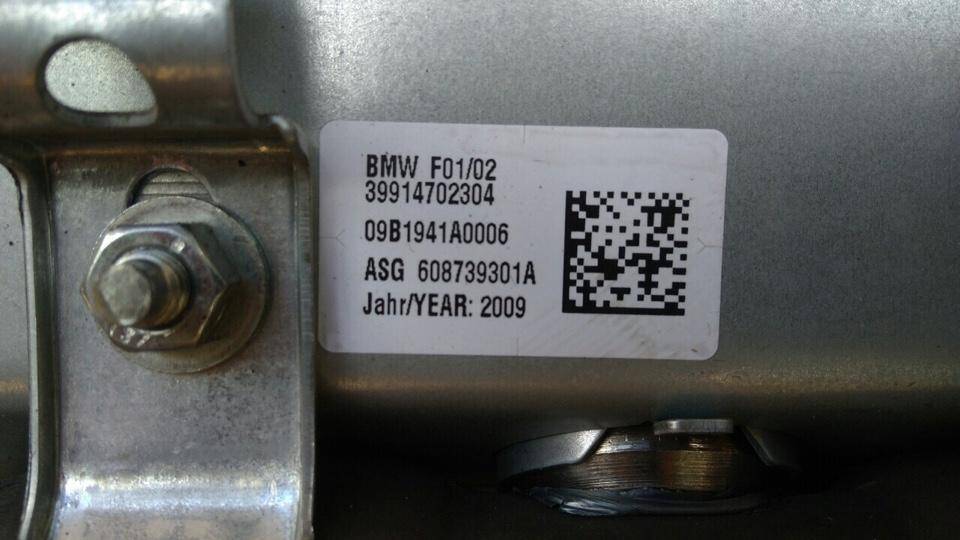 BMW F01/02
39914702304
09B1941A0006
ASG 608739301A
Jahr/YEAR: 2009